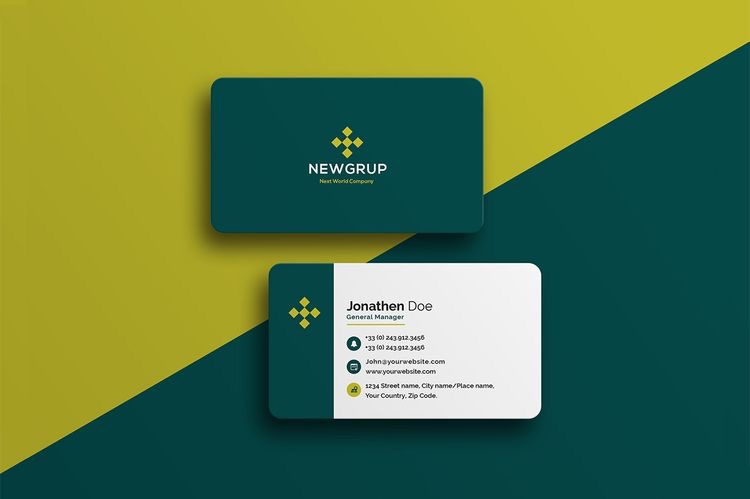 NEWGRUP
Next World Company
Jonathen Doe
General Manager
+33 (0) 243.912.3456
+33 (0) 243.912.3456
John@yourwebsite.com
www.yourwebsite.com
1234 Street name, City name/Place name,
Your Country, Zip Code.